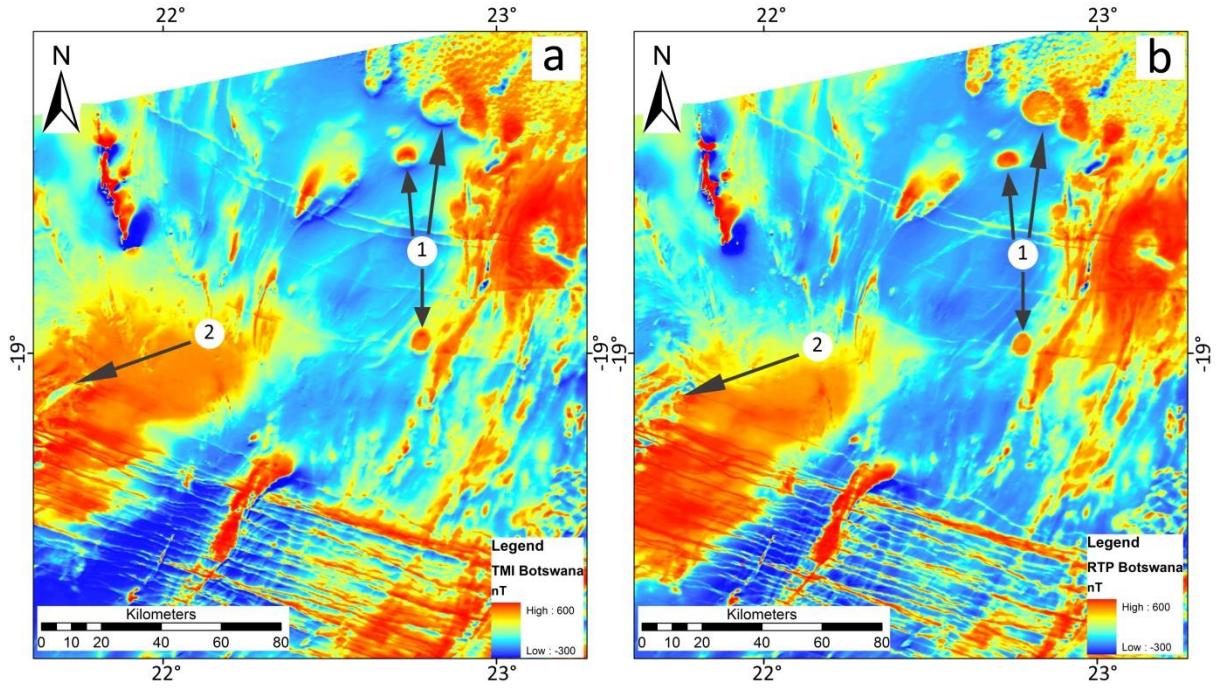 22°
23°
22°
23°
a
N
1
2
-19°
Legend
TMI Botswana
nT
High : 600
Low : -300
Kilometers
0 10 20 40 60 80
22°
23°
b
N
1
2
-19°
Legend
RTP Botswana
nT
High : 600
Low : -300
Kilometers
0 10 20 40 60 80
22°
23°
22°
23°